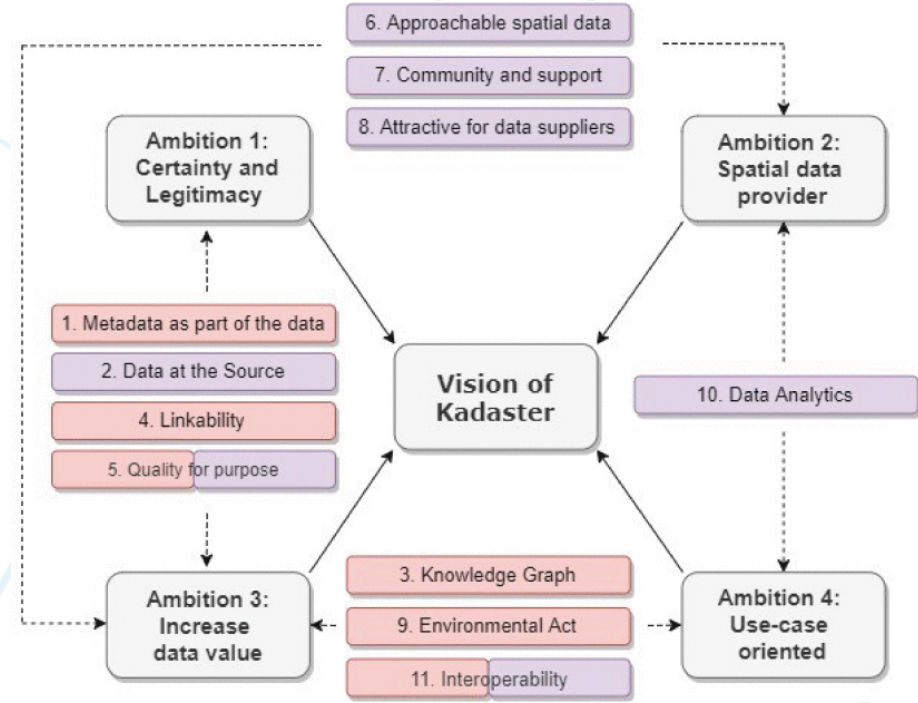 6. Approachable spatial data
7. Community and support
8. Attractive for data suppliers
Ambition 1:
Certainty and
Legitimacy
Ambition 2:
Spatial data
provider
1. Metadata as part of the data
2. Data at the Source
4. Linkability
5. Quality for purpose
Vision of
Kadaster
10. Data Analytics
Ambition 3:
Increase
data value
3. Knowledge Graph
9. Environmental Act
11. Interoperability
Ambition 4:
Use-case
oriented